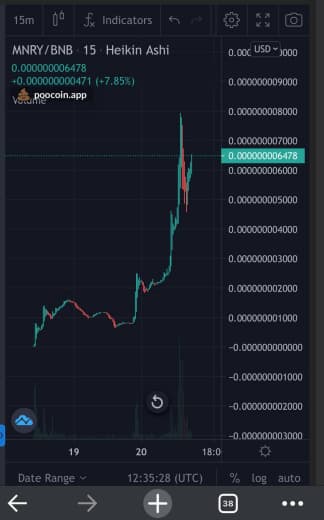 15m Indicators
MNRY/BNB · 15 · Heikin Ashi
USD
0.000000006478
+0.000000000471 (+7.85%)
Volume
poocoin.app
0.000000009000
0.000000008000
0.000000007000
0.000000006478
0.000000006000
0.000000005000
0.000000004000
0.000000003000
0.000000002000
0.000000001000
−0.000000000000
−0.000000001000
−0.000000002000
−0.000000003000
19 20 18:0
Date Range 12:35:28 (UTC) % log auto
38